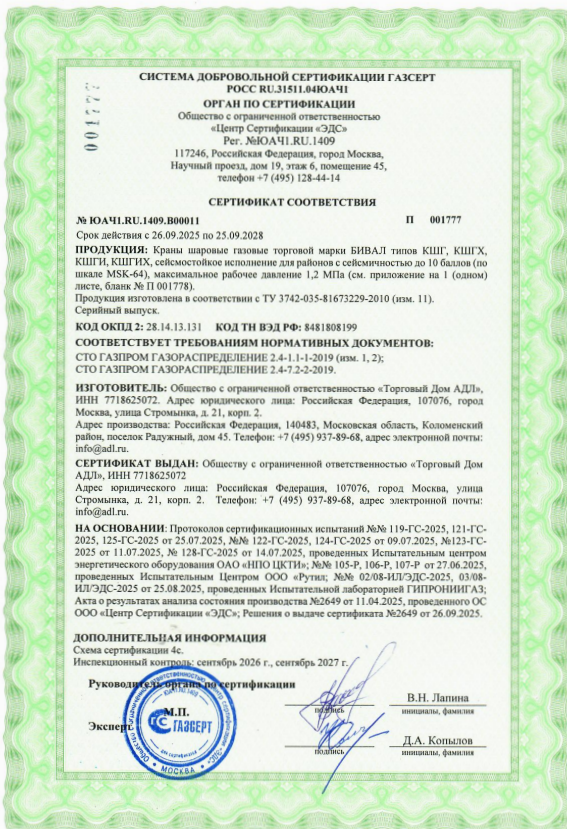 001777
СИСТЕМА ДОБРОВОЛЬНОЙ СЕРТИФИКАЦИИ ГАЗСЕРТ
РОСС RU.31511.04ЮАЧ1
ОРГАН ПО СЕРТИФИКАЦИИ
Общество с ограниченной ответственностью
«Центр Сертификации «ЭДС»
Рег. №ЮАЧ1.RU.1409
117246, Российская Федерация, город Москва,
Научный проезд, дом 19, этаж 6, помещение 45,
телефон +7 (495) 128-44-14
СЕРТИФИКАТ СООТВЕТСТВИЯ
№ ЮАЧ1.RU.1409.В00011 П 001777
Срок действия с 26.09.2025 по 25.09.2028
ПРОДУКЦИЯ: Краны шаровые газовые торговой марки БИВАЛ типов КШГ, КШГХ,
КШГИ, КШГИХ, сейсмостойкое исполнение для районов с сейсмичностью до 10 баллов (по
шкале MSK-64), максимальное рабочее давление 1,2 МПа (см. приложение на 1 (одном)
листе, бланк № П 001778).
Продукция изготовлена в соответствии с ТУ 3742-035-81673229-2010 (изм. 11).
Серийный выпуск.
КОД ОКПД 2: 28.14.13.131 КОД ТН ВЭД РФ: 8481808199
СООТВЕТСТВУЕТ ТРЕБОВАНИЯМ НОРМАТИВНЫХ ДОКУМЕНТОВ:
СТО ГАЗПРОМ ГАЗОРАСПРЕДЕЛЕНИЕ 2.4-1.1-1-2019 (изм. 1, 2);
СТО ГАЗПРОМ ГАЗОРАСПРЕДЕЛЕНИЕ 2.4-7.2-2-2019.
ИЗГОТОВИТЕЛЬ: Общество с ограниченной ответственностью «Торговый Дом АДЛ»,
ИНН 7718625072. Адрес юридического лица: Российская Федерация, 107076, город
Москва, улица Стромынка, д. 21, корп. 2.
Адрес производства: Российская Федерация, 140483, Московская область, Коломенский
район, поселок Радужный, дом 45. Телефон: +7 (495) 937-89-68, адрес электронной почты:
info@adl.ru.
СЕРТИФИКАТ ВЫДАН: Обществу с ограниченной ответственностью «Торговый Дом
АДЛ», ИНН 7718625072
Адрес юридического лица: Российская Федерация, 107076, город Москва, улица
Стромынка, д. 21, корп. 2. Телефон: +7 (495) 937-89-68, адрес электронной почты:
info@adl.ru.
НА ОСНОВАНИИ: Протоколов сертификационных испытаний №№ 119-ГС-2025, 121-ГС-
2025, 125-ГС-2025 от 25.07.2025, №№ 122-ГС-2025, 124-ГС-2025 от 09.07.2025, №123-ГС-
2025 от 11.07.2025, № 128-ГС-2025 от 14.07.2025, проведенных Испытательным центром
энергетического оборудования ОАО «НПО ЦКТИ»; №№ 105-Р, 106-Р, 107-Р от 27.06.2025,
проведенных Испытательным Центром ООО «Рутил; №№ 02/08-ИЛ/ЭДС-2025, 03/08-
ИЛ/ЭДС-2025 от 25.08.2025, проведенных Испытательной лабораторией ГИПРОНИИГАЗ;
Акта о результатах анализа состояния производства №2649 от 11.04.2025, проведенного ОС
ООО «Центр Сертификации «ЭДС»; Решения о выдаче сертификата №2649 от 26.09.2025.
ДОПОЛНИТЕЛЬНАЯ ИНФОРМАЦИЯ
Схема сертификации 4с.
Инспекционный контроль: сентябрь 2026 г., сентябрь 2027 г.
Руководитель органа по сертификации
подпись
В.Н. Лапина
инициалы, фамилия
М.П.
Эксперт
подпись
Д.А. Копылов
инициалы, фамилия
ГАЗСЕРТ
для сертификатов
МОСКВА